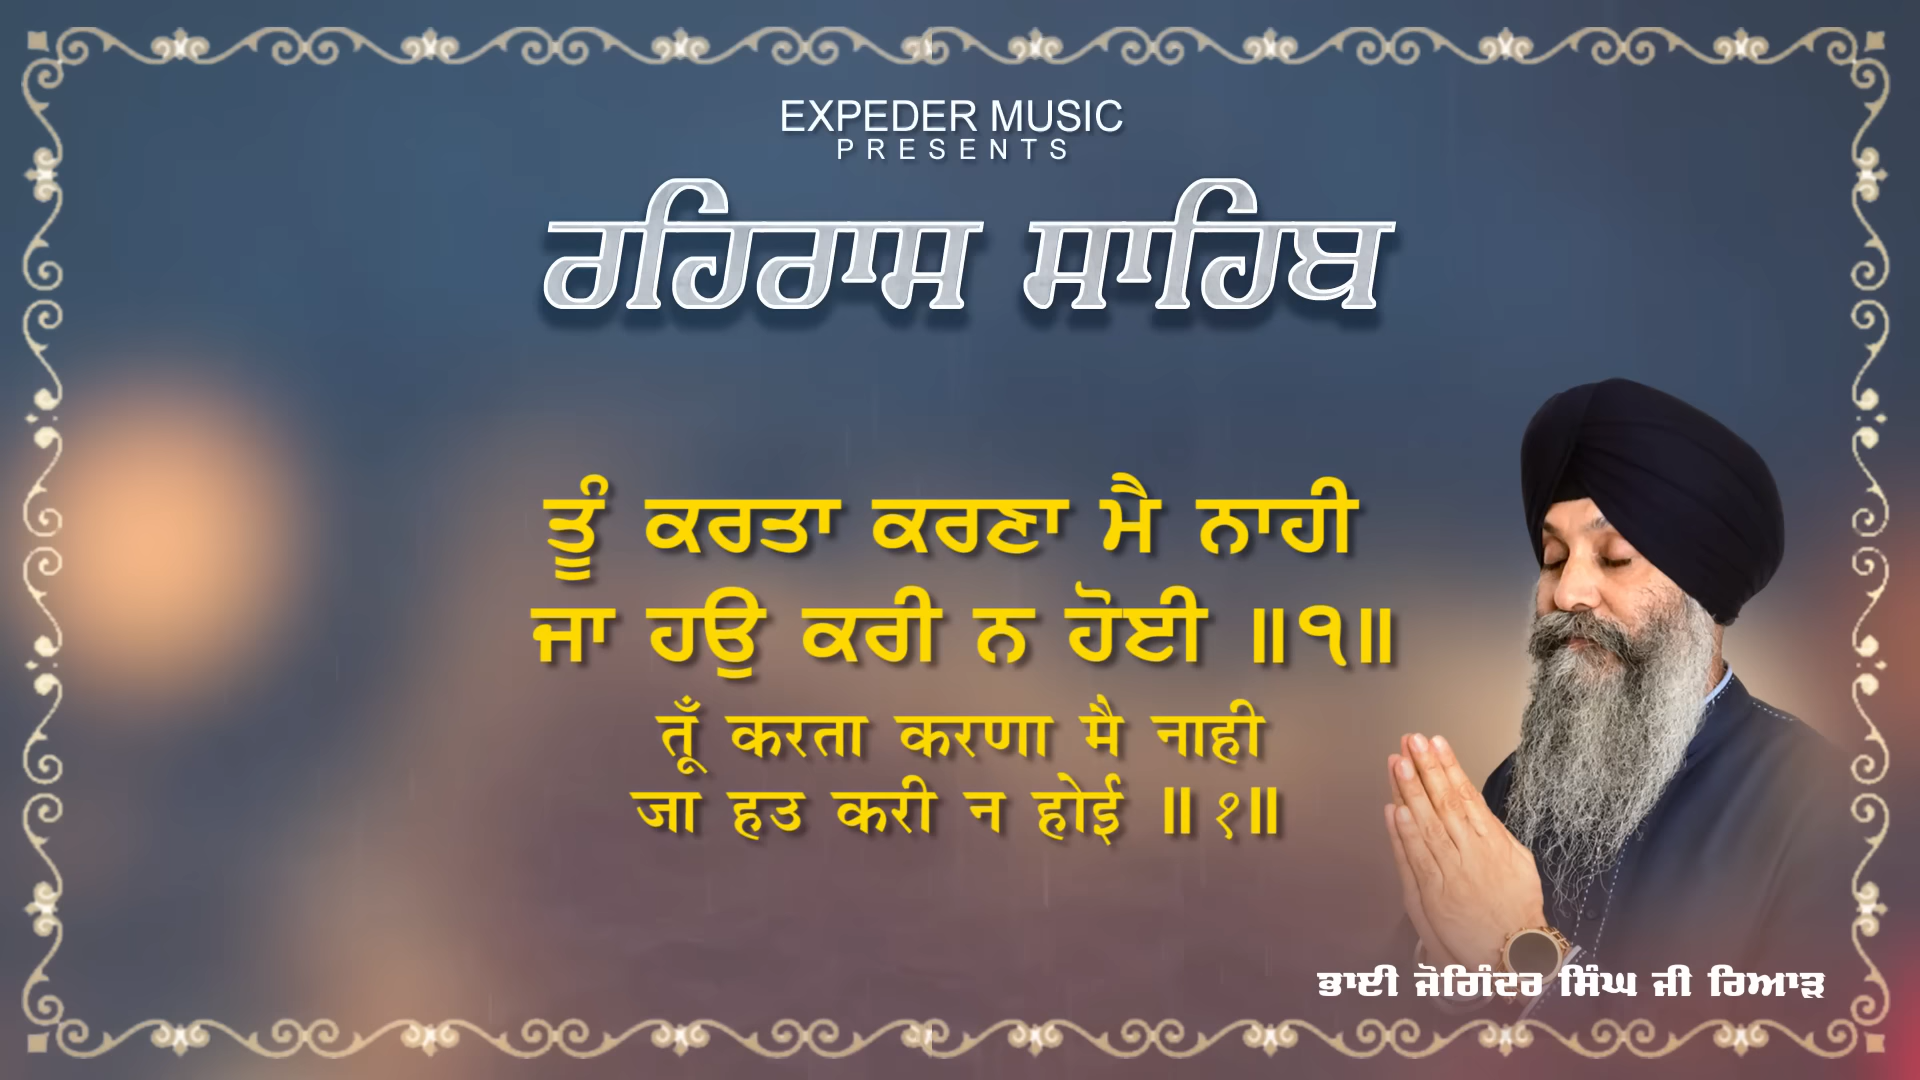 EXPEDER MUSIC
PRESENTS
ਰਹਿਰਾਸ ਸਾਹਿਬ
ਤੂੰ ਕਰਤਾ ਕਰਣਾ ਮੈ ਨਾਹੀ
ਜਾ ਹਉ ਕਰੀ ਨ ਹੋਈ ॥੧॥
तूँ करता करणा मै नाही
जा हउ करी न होई ॥१॥
ਭਾਈ ਜੋਗਿੰਦਰ ਸਿੰਘ ਜੀ ਰਿਆੜ